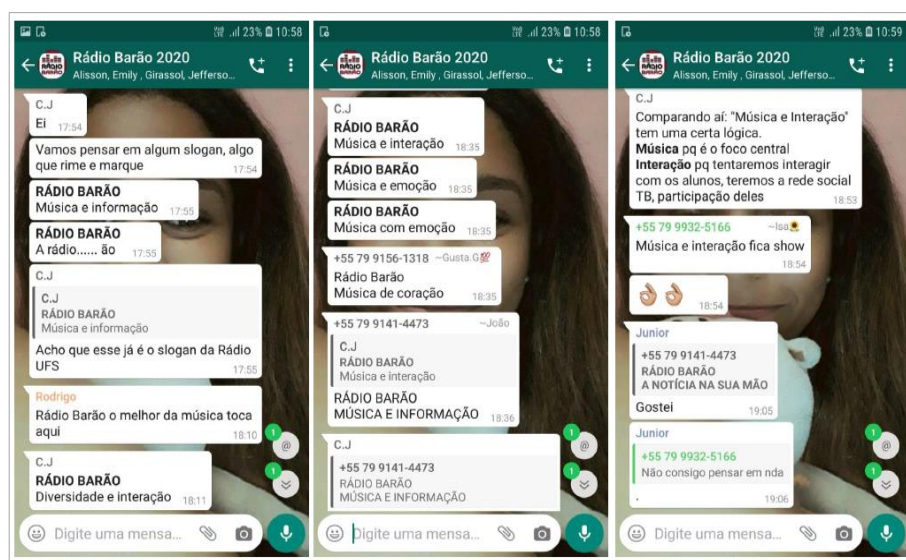 23% 10:58
Rádio Barão 2020
Alisson, Emily , Girassol, Jefferso...
C.J
Ei 17:54
Vamos pensar em algum slogan, algo
que rime e marque 17:54
RÁDIO BARÃO
Música e informação 17:55
RÁDIO BARÃO
A rádio...... ão 17:55
C.J
C.J
RÁDIO BARÃO
Música e informação
Acho que esse já é o slogan da Rádio
UFS 17:55
Rodrigo
Rádio Barão o melhor da música toca
aqui 18:10
1
@
C.J
RÁDIO BARÃO
Diversidade e interação 18:11
1
Digite uma mensa...
23% 10:58
Rádio Barão 2020
Alisson, Emily , Girassol, Jefferso...
C.J
RÁDIO BARÃO
Música e interação 18:35
RÁDIO BARÃO
Música e emoção 18:35
RÁDIO BARÃO
Música com emoção 18:35
+55 79 9156-1318 ~Gusta.G💯
Rádio Barão
Música de coração 18:35
+55 79 9141-4473 ~João
C.J
RÁDIO BARÃO
Música e interação
RÁDIO BARÃO
MÚSICA E INFORMAÇÃO 18:36
1
@
C.J
+55 79 9141-4473
RÁDIO BARÃO
MÚSICA E INFORMAÇÃO
1
Digite uma mensa...
23% 10:59
Rádio Barão 2020
Alisson, Emily , Girassol, Jefferso...
C.J
Comparando aí: "Música e Interação"
tem uma certa lógica.
Música pq é o foco central
Interação pq tentaremos interagir
com os alunos, teremos a rede social
TB, participação deles 18:53
+55 79 9932-5166 ~Isa🌻
Música e interação fica show
18:54
👌👌 18:54
Junior
+55 79 9141-4473
RÁDIO BARÃO
A NOTÍCIA NA SUA MÃO
Gostei 19:05
Junior
+55 79 9932-5166
Não consigo pensar em nda
. 19:06
1
@
1
Digite uma mensa...